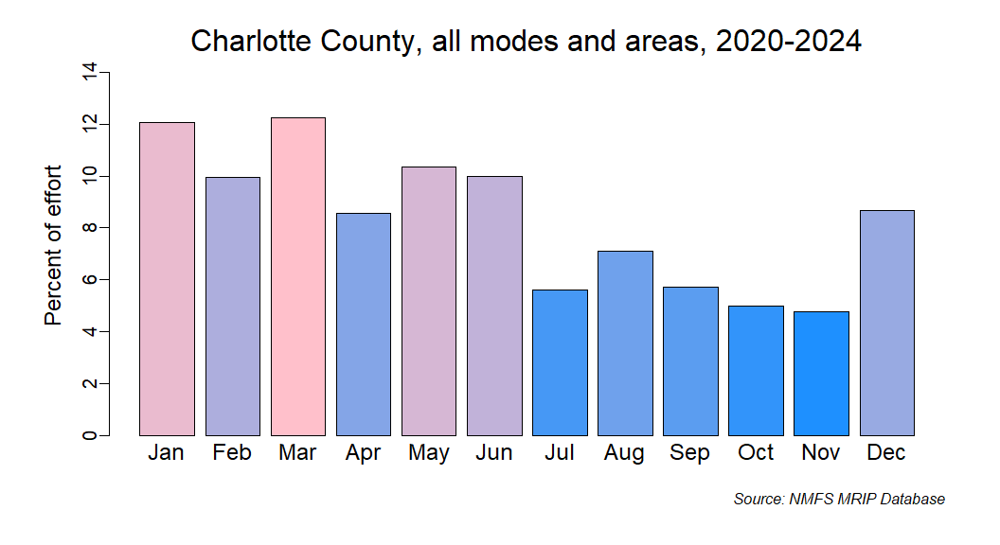 Charlotte County, all modes and areas, 2020-2024
Percent of effort
14
12
10
8
6
4
2
0
Jan Feb Mar Apr May Jun Jul Aug Sep Oct Nov Dec
Source: NMFS MRIP Database